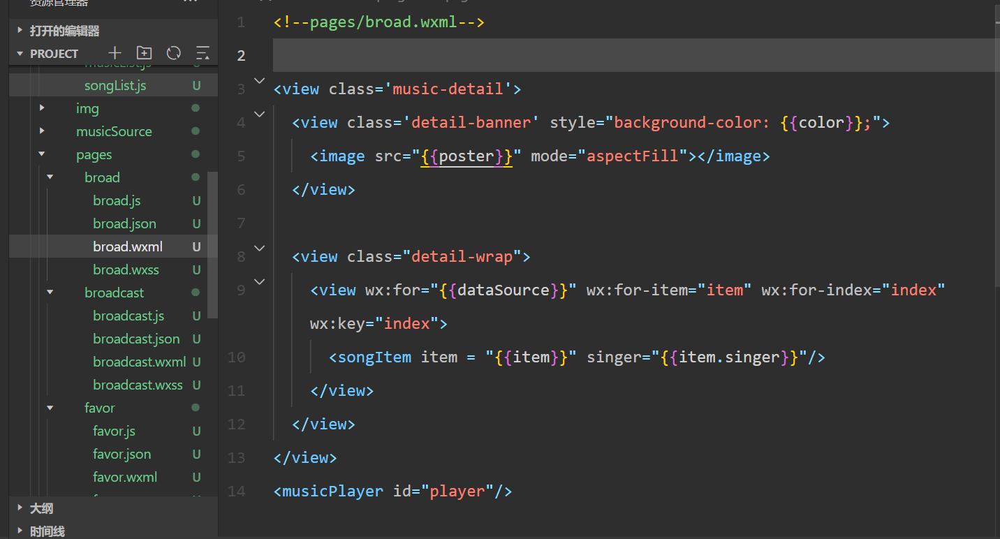 资源管理器
打开的编辑器
PROJECT
musicList.js U
songList.js U
img
musicSource
pages
broad
broad.js U
broad.json U
broad.wxml U
broad.wxss U
broadcast
broadcast.js U
broadcast.json U
broadcast.wxml U
broadcast.wxss U
favor
favor.js U
favor.json U
favor.wxml U
大纲
时间线
1 <!--pages/broad.wxml-->
2
3 <view class='music-detail'>
4 <view class='detail-banner' style="background-color: {{color}};">
5 <image src="{{poster}}" mode="aspectFill"></image>
6 </view>
7
8 <view class="detail-wrap">
9 <view wx:for="{{dataSource}}" wx:for-item="item" wx:for-index="index"
wx:key="index">
10 <songItem item = "{{item}}" singer="{{item.singer}}"/>
11 </view>
12 </view>
13 </view>
14 <musicPlayer id="player"/>